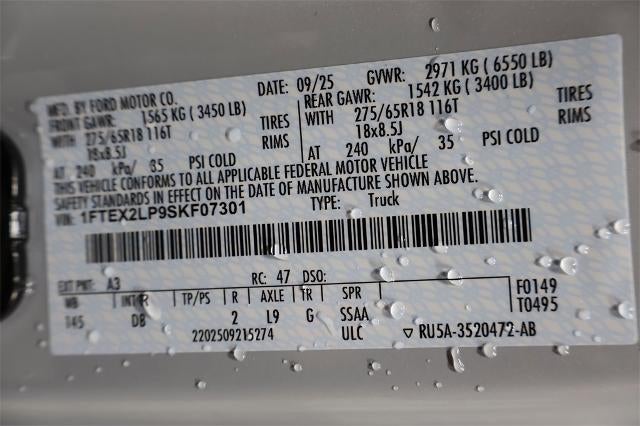 MFD. BY FORD MOTOR CO. DATE: 09/25 GVWR: 2971 KG ( 6550 LB)
FRONT GAWR: 1565 KG ( 3450 LB) REAR GAWR: 1542 KG ( 3400 LB)
WITH 275/65R18 116T TIRES WITH 275/65R18 116T TIRES
18x8.5J RIMS 18x8.5J RIMS
AT 240 kPa/ 35 PSI COLD AT 240 kPa/ 35 PSI COLD
THIS VEHICLE CONFORMS TO ALL APPLICABLE FEDERAL MOTOR VEHICLE
SAFETY STANDARDS IN EFFECT ON THE DATE OF MANUFACTURE SHOWN ABOVE.
VIN: 1FTEX2LP9SKF07301 TYPE: Truck
EXT PNT: A3 RC: 47 DSO: F0149
WB INT TR TP/PS R AXLE TR SPR T0495
145 DB 2 L9 G SSAA
2202509215274 ULC ▽ RU5A-3520472-AB